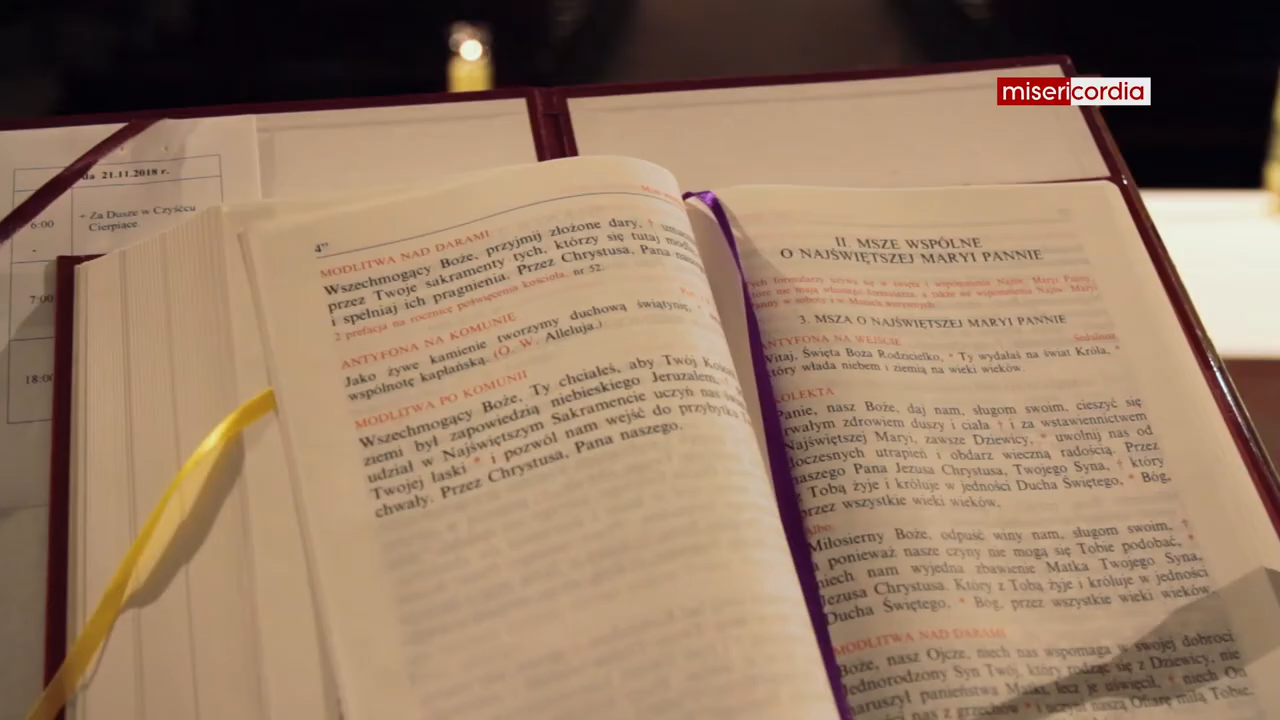 misericordia
da 21.11.2018 r.
6:00
+ Za Dusze w Czyśćcu
Cierpiące.
-
7:00
18:00
MODLITWA NAD DARAMI
Wszechmogący Boże, przyjmij złożone dary, †
przez Twoje sakramenty tych, którzy się tutaj
i spełniaj ich pragnienia. Przez Chrystusa, Pana
2 prefacja na rocznicę poświęcenia kościoła, nr 52.
ANTYFONA NA KOMUNIĘ
Jako żywe kamienie tworzymy duchową świątynię, *
wspólnotę kapłańską. (O. W. Alleluja.)
MODLITWA PO KOMUNII
Wszechmogący Boże, Ty chciałeś, aby Twój
ziemi był zapowiedzią niebieskiego Jeruzalem,
udział w Najświętszym Sakramencie uczyń nas
Twojej łaski * i pozwól nam wejść do przybytku
chwały. Przez Chrystusa, Pana naszego.
II. MSZE WSPÓLNE
O NAJŚWIĘTSZEJ MARYI PANNIE
3. MSZA O NAJŚWIĘTSZEJ MARYI PANNIE
ANTYFONA NA WEJŚCIE
Witaj, Święta Boża Rodzicielko, * Ty wydałaś na świat Króla, *
który włada niebem i ziemią na wieki wieków.
KOLEKTA
Panie, nasz Boże, daj nam, sługom swoim, cieszyć się
trwałym zdrowiem duszy i ciała † i za wstawiennictwem
Najświętszej Maryi, zawsze Dziewicy, * uwolnij nas od
doczesnych utrapień i obdarz wieczną radością. Przez
naszego Pana Jezusa Chrystusa, Twojego Syna, † który
z Tobą żyje i króluje w jedności Ducha Świętego, * Bóg,
przez wszystkie wieki wieków.
Albo:
Miłosierny Boże, odpuść winy nam, sługom swoim, †
a ponieważ nasze czyny nie mogą się Tobie podobać, *
niech nam wyjedna zbawienie Matka Twojego Syna,
Jezusa Chrystusa. Który z Tobą żyje i króluje w jedności
Ducha Świętego, * Bóg, przez wszystkie wieki wieków.
MODLITWA NAD DARAMI
Boże, nasz Ojcze, niech nas wspomaga w swojej dobroci
Jednorodzony Syn Twój, który rodząc się z Dziewicy, nie
naruszył panieństwa Matki, lecz je uświęcił, † niech On
nas z grzechów * i uczyni naszą Ofiarę miłą Tobie.